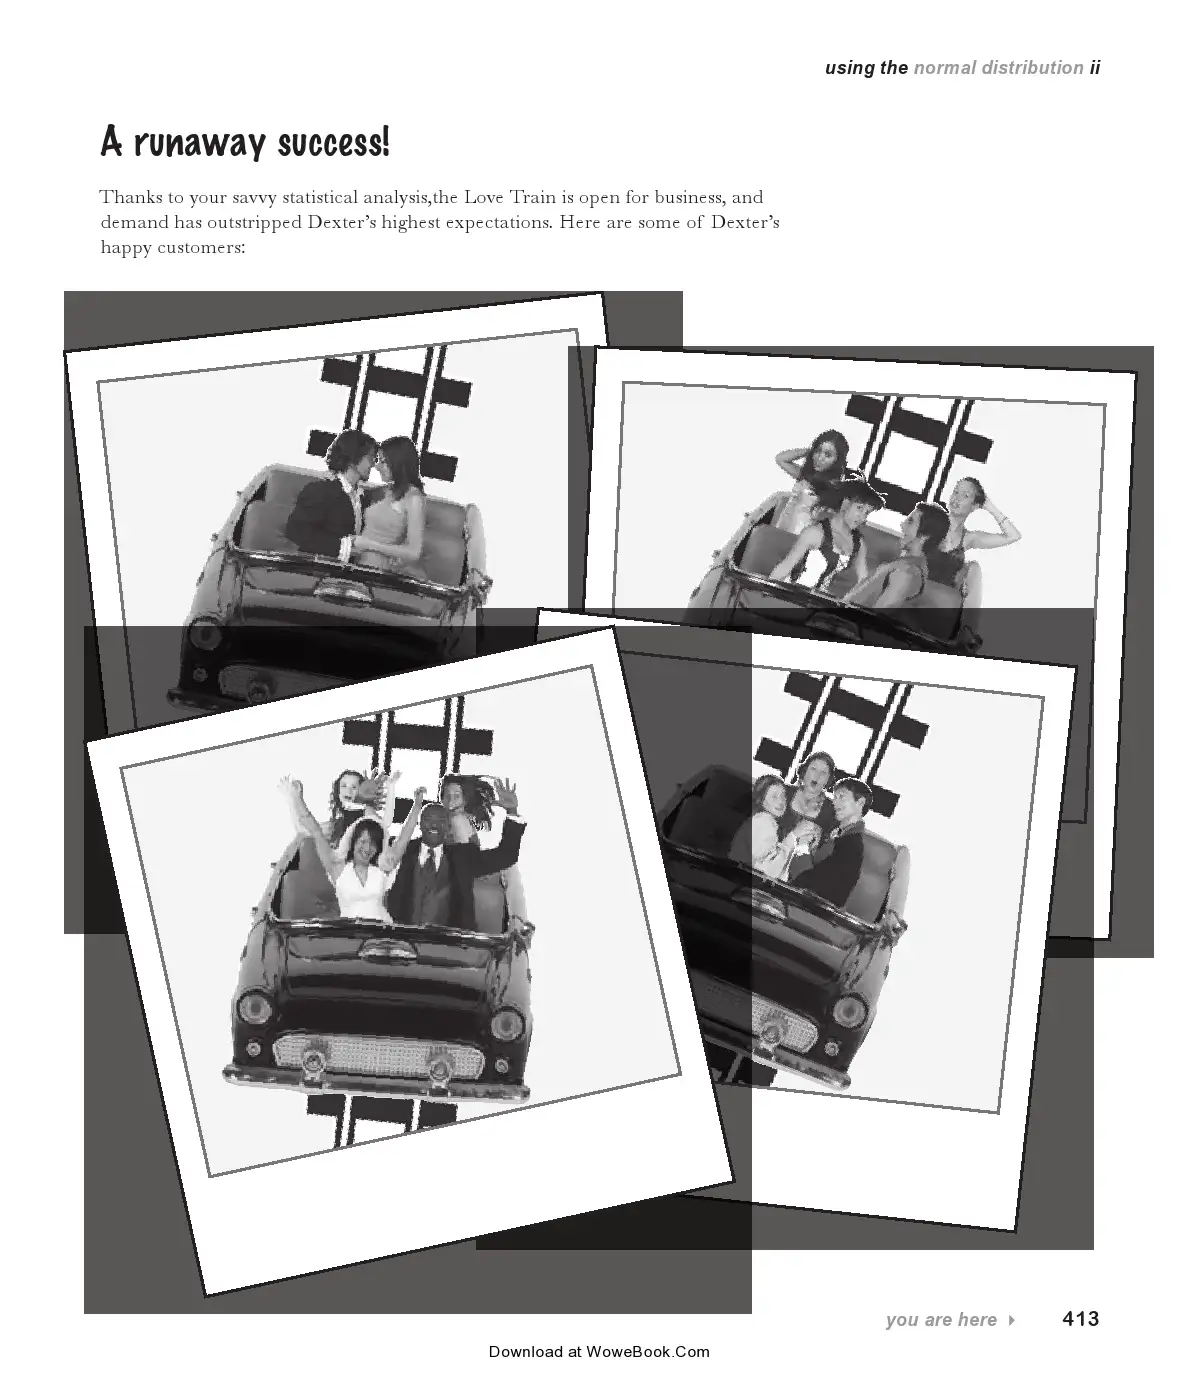 using the normal distribution ii
A runaway success!
Thanks to your savvy statistical analysis,the Love Train is open for business, and
demand has outstripped Dexter's highest expectations. Here are some of Dexter's
happy customers:
you are here
413
Download at WoweBook.Com